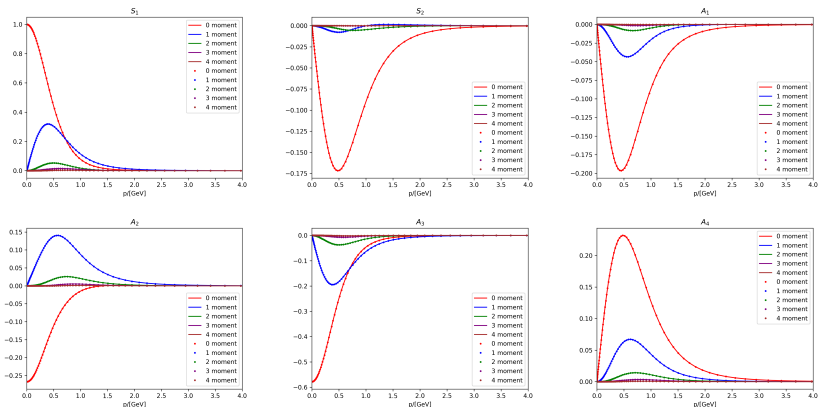 S₁
1.0
0.8
0.6
0.4
0.2
0.0
0 moment
1 moment
2 moment
3 moment
4 moment
0 moment
1 moment
2 moment
3 moment
4 moment
0.0 0.5 1.0 1.5 2.0 2.5 3.0 3.5 4.0
p/[GeV]
S₂
0.000
−0.025
−0.050
−0.075
−0.100
−0.125
−0.150
−0.175
0 moment
1 moment
2 moment
3 moment
4 moment
0 moment
1 moment
2 moment
3 moment
4 moment
0.0 0.5 1.0 1.5 2.0 2.5 3.0 3.5 4.0
p/[GeV]
A₁
0.000
−0.025
−0.050
−0.075
−0.100
−0.125
−0.150
−0.175
−0.200
0 moment
1 moment
2 moment
3 moment
4 moment
0 moment
1 moment
2 moment
3 moment
4 moment
0.0 0.5 1.0 1.5 2.0 2.5 3.0 3.5 4.0
p/[GeV]
A₂
0.15
0.10
0.05
0.00
−0.05
−0.10
−0.15
−0.20
−0.25
0 moment
1 moment
2 moment
3 moment
4 moment
0 moment
1 moment
2 moment
3 moment
4 moment
0.0 0.5 1.0 1.5 2.0 2.5 3.0 3.5 4.0
p/[GeV]
A₃
0.0
−0.1
−0.2
−0.3
−0.4
−0.5
−0.6
0 moment
1 moment
2 moment
3 moment
4 moment
0 moment
1 moment
2 moment
3 moment
4 moment
0.0 0.5 1.0 1.5 2.0 2.5 3.0 3.5 4.0
p/[GeV]
A₄
0.20
0.15
0.10
0.05
0.00
0 moment
1 moment
2 moment
3 moment
4 moment
0 moment
1 moment
2 moment
3 moment
4 moment
0.0 0.5 1.0 1.5 2.0 2.5 3.0 3.5 4.0
p/[GeV]